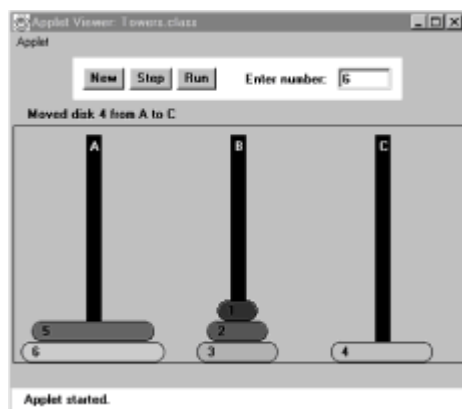 Applet Viewer: Towers.class
Applet
New Step Run Enter number: 6
Moved disk 4 from A to C
A B C
1
5 2
6 3 4
Applet started.